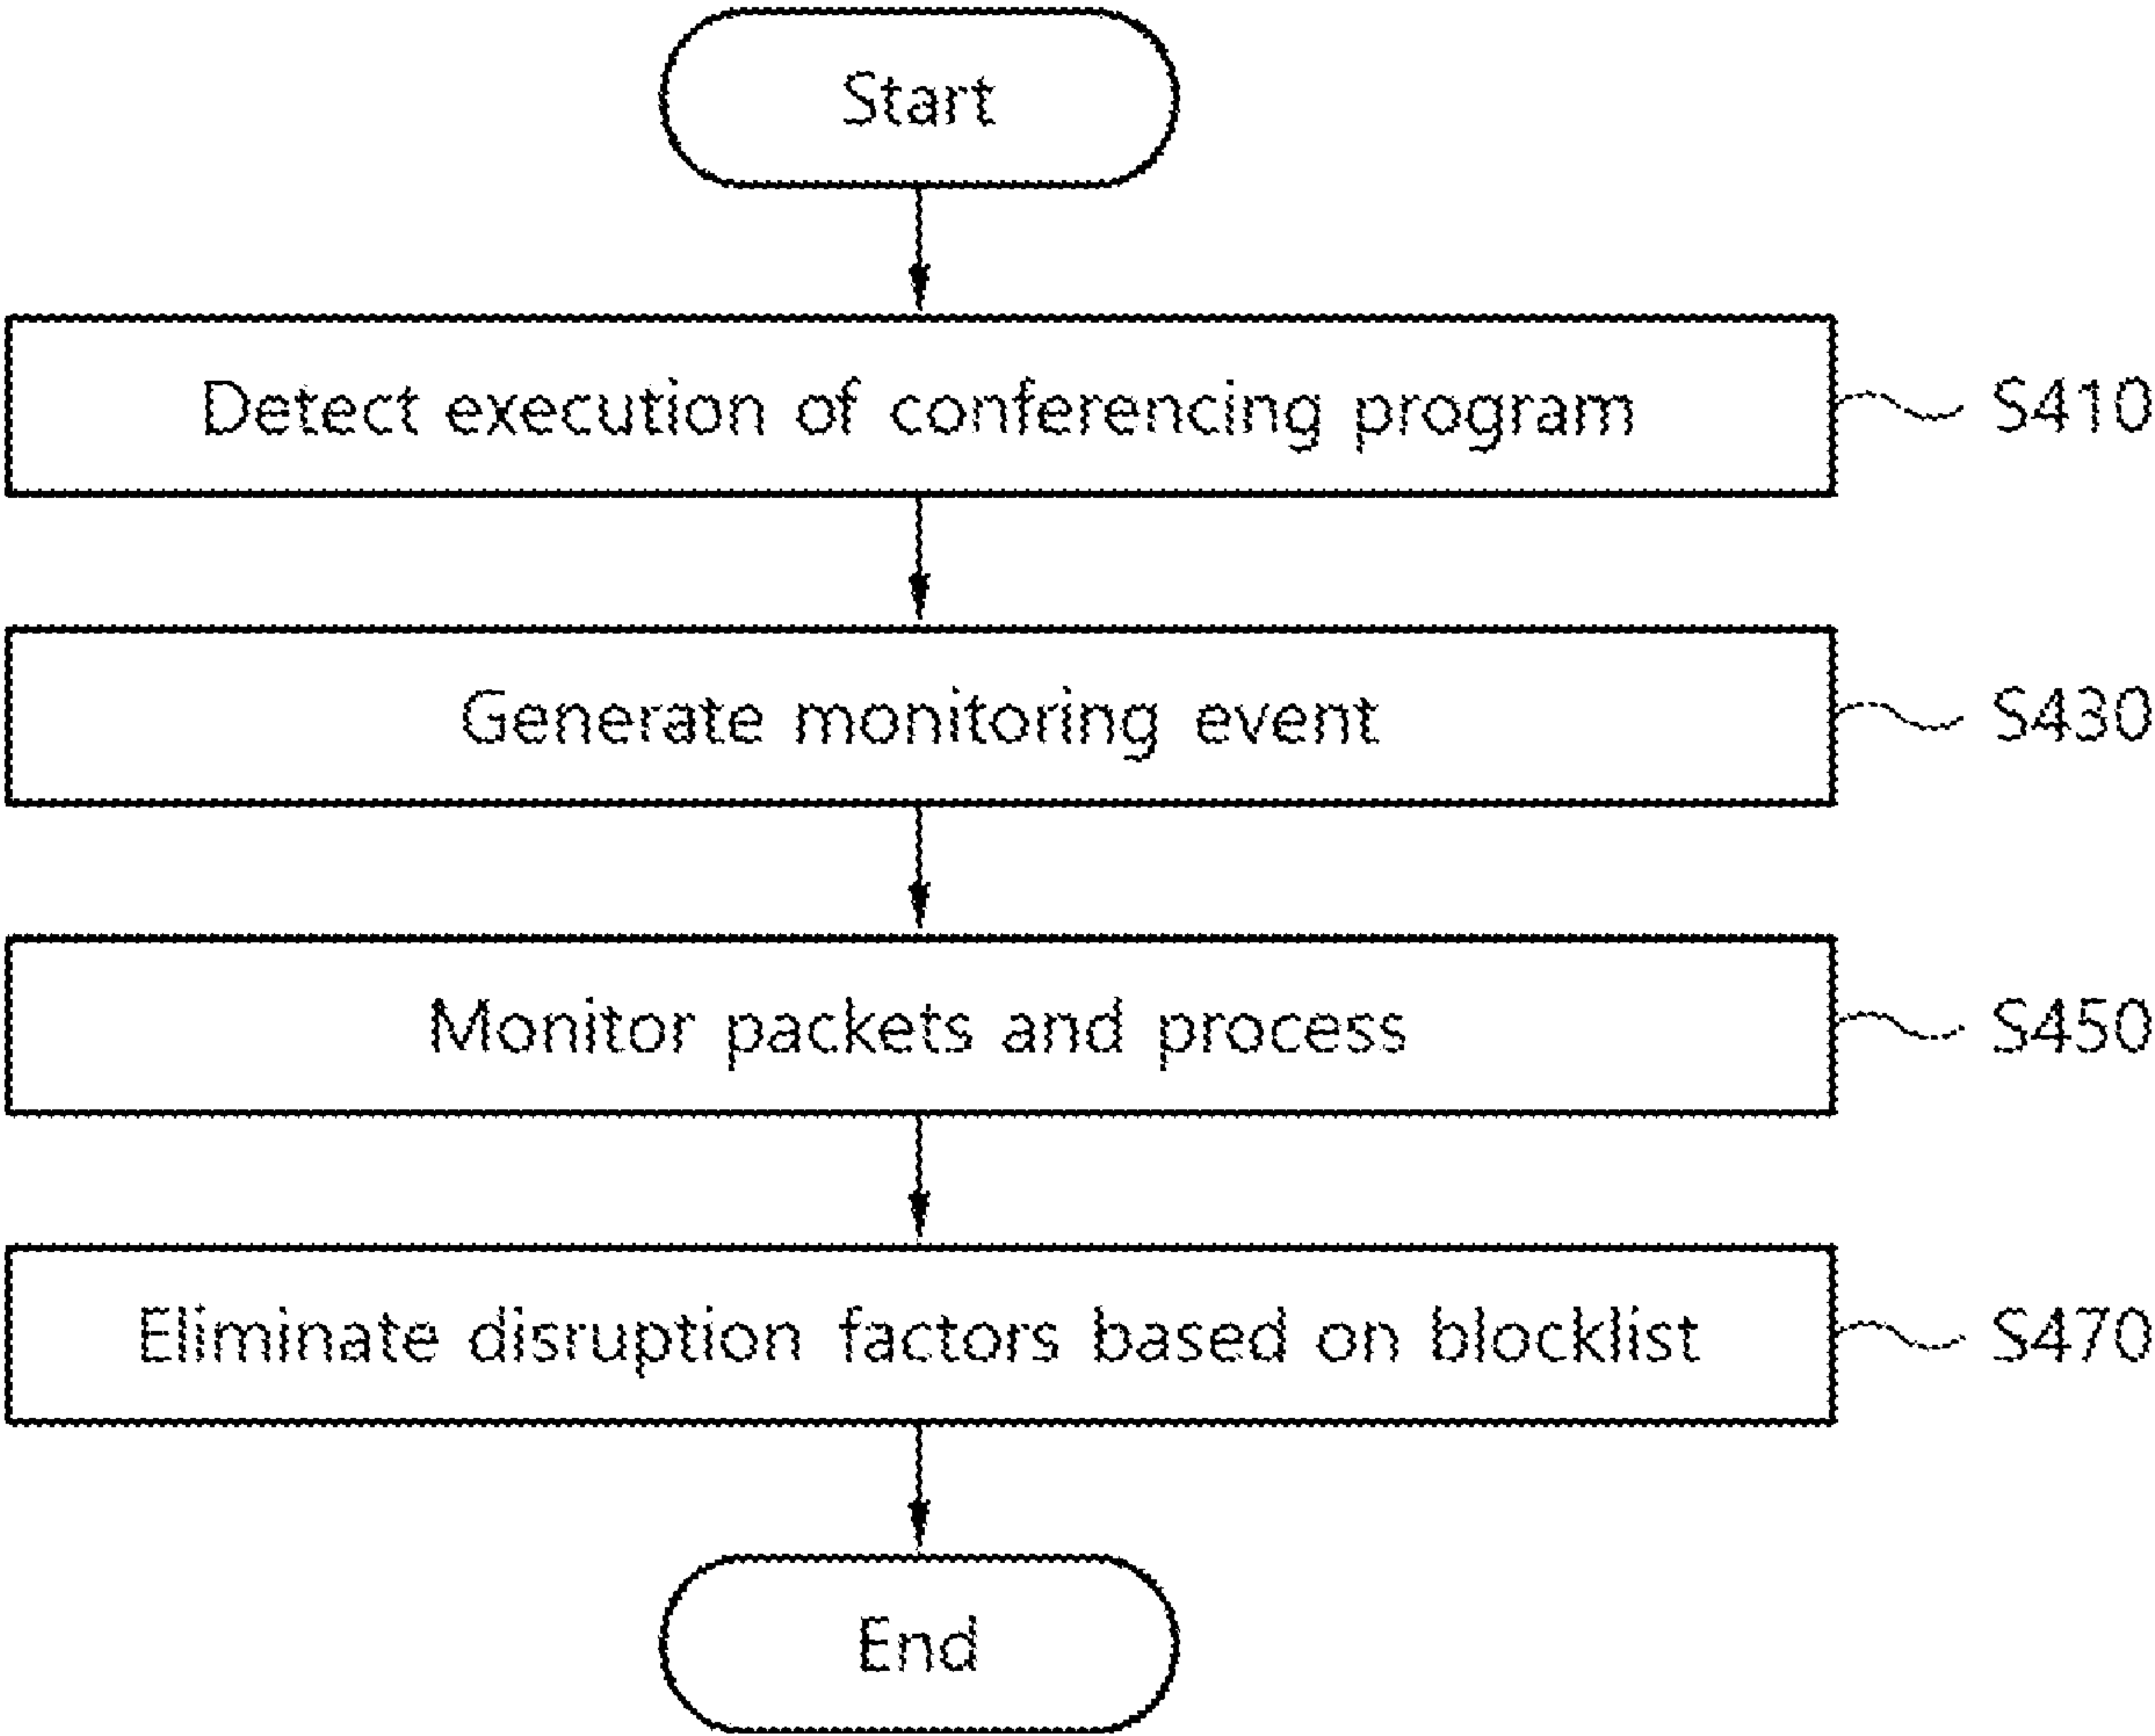 Start
Detect execution of conferencing program S410
Generate monitoring event S430
Monitor packets and process S450
Eliminate disruption factors based on blocklist S470
End